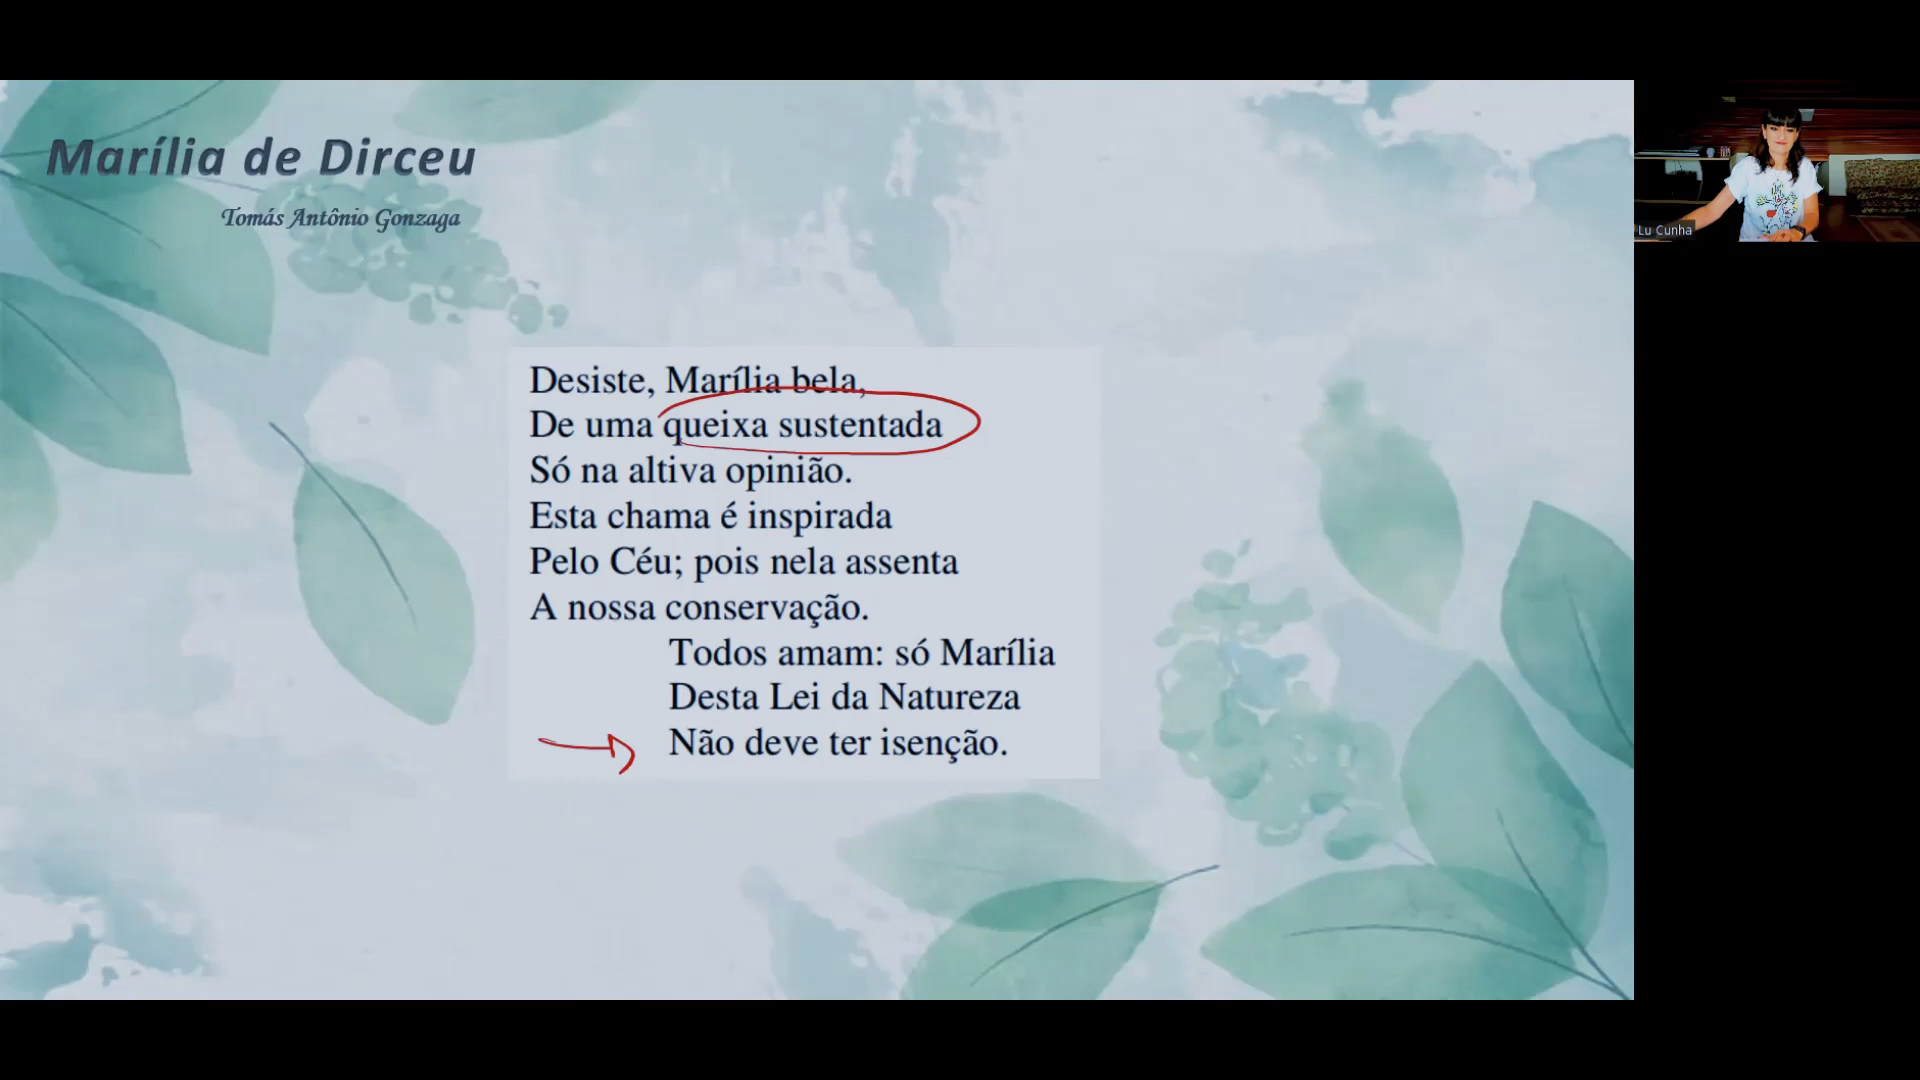 Marília de Dirceu
Tomás Antônio Gonzaga
Desiste, Marília bela,
De uma queixa sustentada
Só na altiva opinião.
Esta chama é inspirada
Pelo Céu; pois nela assenta
A nossa conservação.
Todos amam: só Marília
Desta Lei da Natureza
Não deve ter isenção.
Lu Cunha